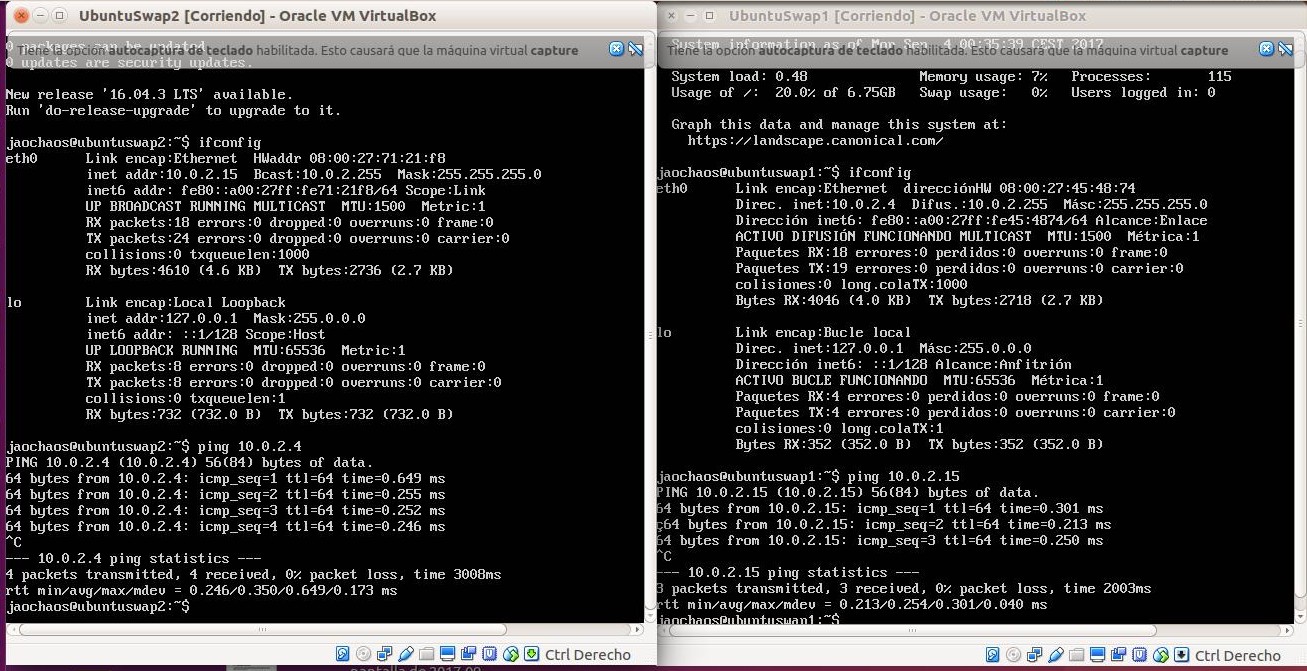 UbuntuSwap2 [Corriendo] - Oracle VM VirtualBox
0 packages can be updated.
Tiene la opción autocaptura de teclado habilitada. Esto causará que la máquina virtual capture
0 updates are security updates.
New release '16.04.3 LTS' available.
Run 'do-release-upgrade' to upgrade to it.
jaochaos@ubuntuswap2:~$ ifconfig
eth0 Link encap:Ethernet HWaddr 08:00:27:71:21:f8
inet addr:10.0.2.15 Bcast:10.0.2.255 Mask:255.255.255.0
inet6 addr: fe80::a00:27ff:fe71:21f8/64 Scope:Link
UP BROADCAST RUNNING MULTICAST MTU:1500 Metric:1
RX packets:18 errors:0 dropped:0 overruns:0 frame:0
TX packets:24 errors:0 dropped:0 overruns:0 carrier:0
collisions:0 txqueuelen:1000
RX bytes:4610 (4.6 KB) TX bytes:2736 (2.7 KB)
lo Link encap:Local Loopback
inet addr:127.0.0.1 Mask:255.0.0.0
inet6 addr: ::1/128 Scope:Host
UP LOOPBACK RUNNING MTU:65536 Metric:1
RX packets:8 errors:0 dropped:0 overruns:0 frame:0
TX packets:8 errors:0 dropped:0 overruns:0 carrier:0
collisions:0 txqueuelen:1
RX bytes:732 (732.0 B) TX bytes:732 (732.0 B)
jaochaos@ubuntuswap2:~$ ping 10.0.2.4
PING 10.0.2.4 (10.0.2.4) 56(84) bytes of data.
64 bytes from 10.0.2.4: icmp_seq=1 ttl=64 time=0.649 ms
64 bytes from 10.0.2.4: icmp_seq=2 ttl=64 time=0.255 ms
64 bytes from 10.0.2.4: icmp_seq=3 ttl=64 time=0.252 ms
64 bytes from 10.0.2.4: icmp_seq=4 ttl=64 time=0.246 ms
^C
--- 10.0.2.4 ping statistics ---
4 packets transmitted, 4 received, 0% packet loss, time 3008ms
rtt min/avg/max/mdev = 0.246/0.350/0.649/0.173 ms
jaochaos@ubuntuswap2:~$
Ctrl Derecho
UbuntuSwap1 [Corriendo] - Oracle VM VirtualBox
System information as of Mon Sep 4 00:35:39 CEST 2017
Tiene la opción autocaptura de teclado habilitada. Esto causará que la máquina virtual capture
System load: 0.48 Memory usage: 7% Processes: 115
Usage of /: 20.0% of 6.75GB Swap usage: 0% Users logged in: 0
Graph this data and manage this system at:
https://landscape.canonical.com/
jaochaos@ubuntuswap1:~$ ifconfig
eth0 Link encap:Ethernet direcciónHW 08:00:27:45:48:74
Direc. inet:10.0.2.4 Difus.:10.0.2.255 Másc:255.255.255.0
Dirección inet6: fe80::a00:27ff:fe45:4874/64 Alcance:Enlace
ACTIVO DIFUSIÓN FUNCIONANDO MULTICAST MTU:1500 Métrica:1
Paquetes RX:18 errores:0 perdidos:0 overruns:0 frame:0
Paquetes TX:19 errores:0 perdidos:0 overruns:0 carrier:0
colisiones:0 long.colaTX:1000
Bytes RX:4046 (4.0 KB) TX bytes:2718 (2.7 KB)
lo Link encap:Bucle local
Direc. inet:127.0.0.1 Másc:255.0.0.0
Dirección inet6: ::1/128 Alcance:Anfitrión
ACTIVO BUCLE FUNCIONANDO MTU:65536 Métrica:1
Paquetes RX:4 errores:0 perdidos:0 overruns:0 frame:0
Paquetes TX:4 errores:0 perdidos:0 overruns:0 carrier:0
colisiones:0 long.colaTX:1
Bytes RX:352 (352.0 B) TX bytes:352 (352.0 B)
jaochaos@ubuntuswap1:~$ ping 10.0.2.15
PING 10.0.2.15 (10.0.2.15) 56(84) bytes of data.
64 bytes from 10.0.2.15: icmp_seq=1 ttl=64 time=0.301 ms
ç64 bytes from 10.0.2.15: icmp_seq=2 ttl=64 time=0.213 ms
64 bytes from 10.0.2.15: icmp_seq=3 ttl=64 time=0.250 ms
^C
--- 10.0.2.15 ping statistics ---
3 packets transmitted, 3 received, 0% packet loss, time 2003ms
rtt min/avg/max/mdev = 0.213/0.254/0.301/0.040 ms
jaochaos@ubuntuswap1:~$
Ctrl Derecho